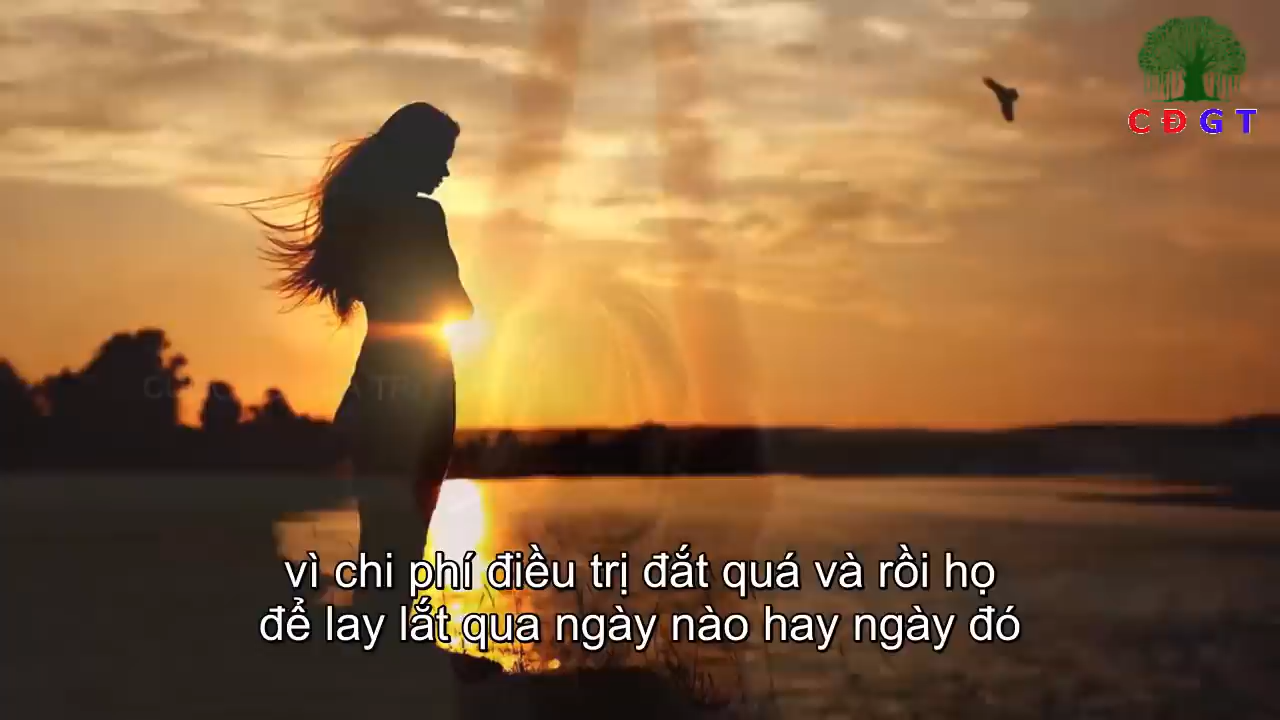 CĐGT
vì chi phí điều trị đắt quá và rồi họ
để lay lắt qua ngày nào hay ngày đó